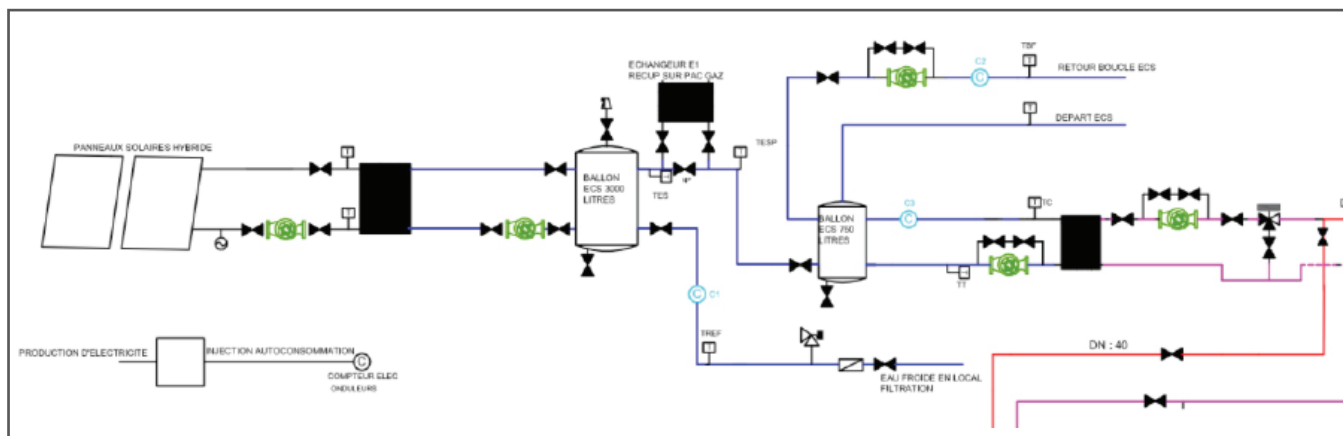 ECHANGEUR E1
RECUP SUR PAC GAZ
C2
TBF
T
RETOUR BOUCLE ECS
T
DEPART ECS
PANNEAUX SOLAIRES HYBRIDE
T
T
BALLON
ECS 3000
LITRES
TES
T
TESP
BALLON
ECS 750
LITRES
C
C3
T
TC
TT
T
C
C1
TREF
T
DN : 40
PRODUCTION D'ELECTRICITE
INJECTION AUTOCONSOMMATION
C
COMPTEUR ELEC
ONDULEURS
EAU FROIDE EN LOCAL
FILTRATION